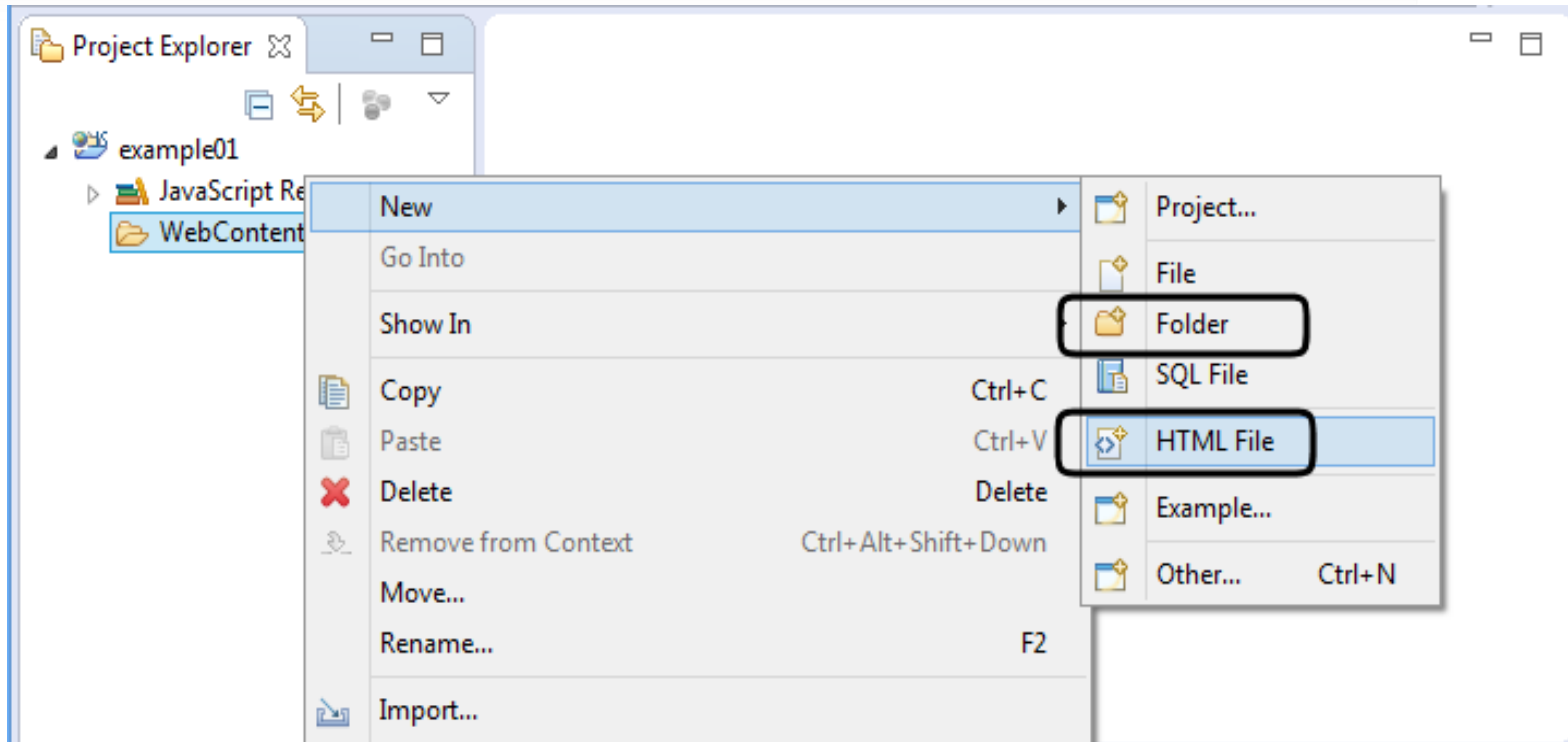 Project Explorer
example01
JavaScript Re
WebContent
New
Go Into
Show In
Copy Ctrl+C
Paste Ctrl+V
Delete Delete
Remove from Context Ctrl+Alt+Shift+Down
Move...
Rename... F2
Import...
Project...
File
Folder
SQL File
HTML File
Example...
Other... Ctrl+N